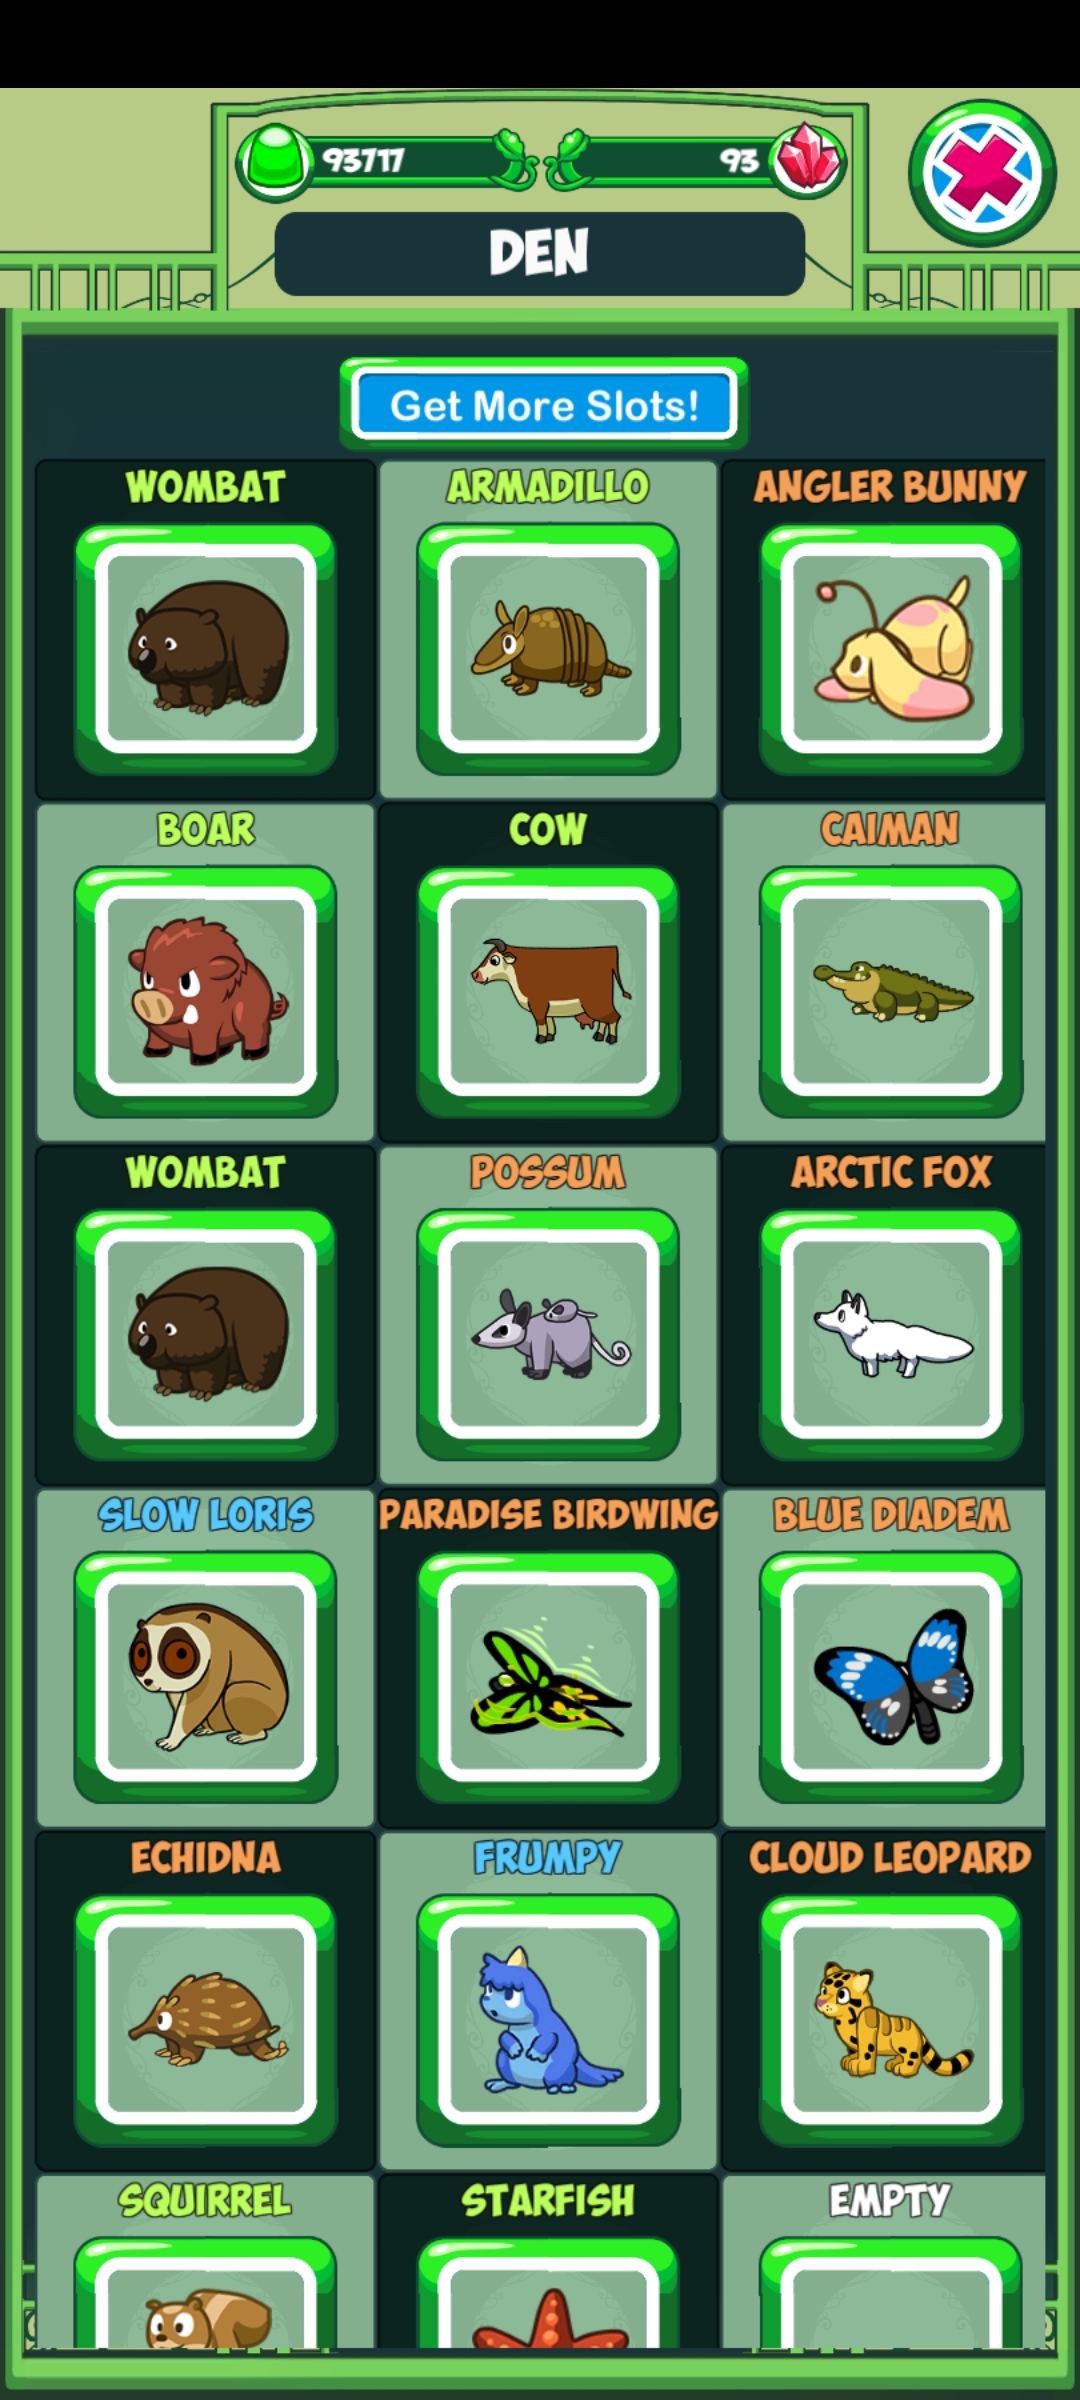 93717
93
DEN
Get More Slots!
WOMBAT
ARMADILLO
ANGLER BUNNY
BOAR
COW
CAIMAN
WOMBAT
POSSUM
ARCTIC FOX
SLOW LORIS
PARADISE BIRDWING
BLUE DIADEM
ECHIDNA
FRUMPY
CLOUD LEOPARD
SQUIRREL
STARFISH
EMPTY